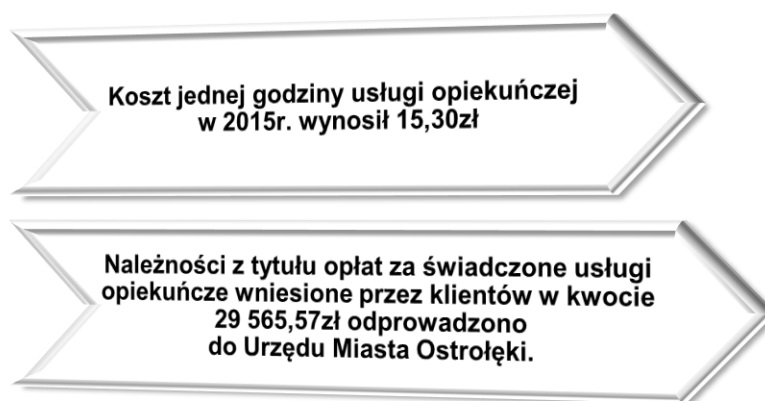 Koszt jednej godziny usługi opiekuńczej
w 2015r. wynosił 15,30zł
Należności z tytułu opłat za świadczone usługi
opiekuńcze wniesione przez klientów w kwocie
29 565,57zł odprowadzono
do Urzędu Miasta Ostrołęki.